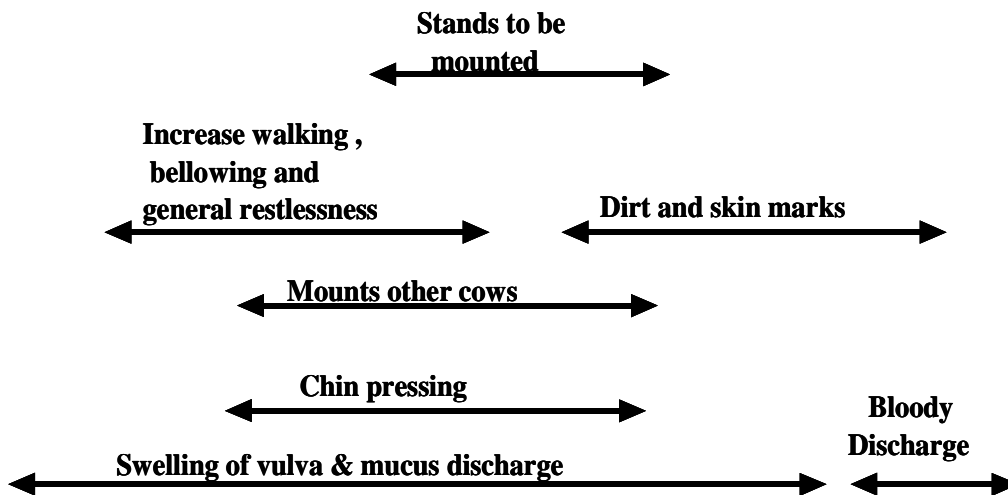 Stands to be
mounted
Increase walking ,
bellowing and
general restlessness
Dirt and skin marks
Mounts other cows
Chin pressing
Bloody
Discharge
Swelling of vulva & mucus discharge